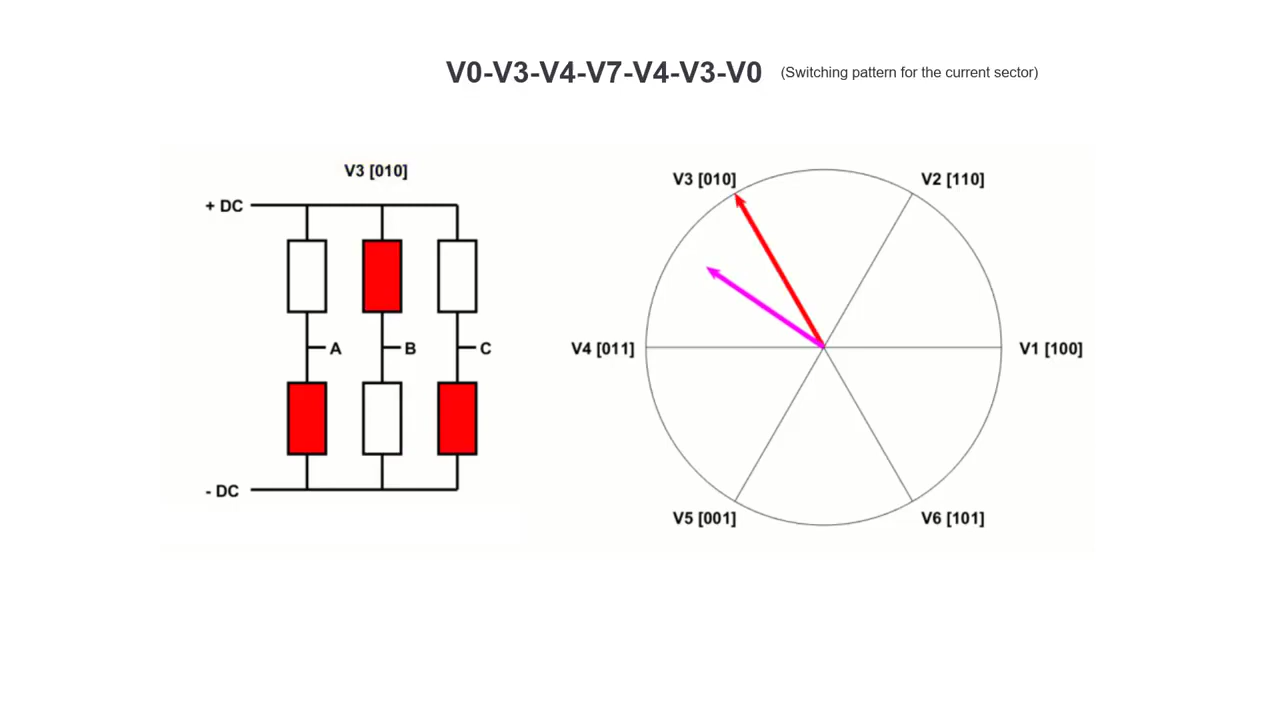 V0-V3-V4-V7-V4-V3-V0 (Switching pattern for the current sector)
V3 [010]
+ DC
A
B
C
- DC
V3 [010]
V2 [110]
V4 [011]
V1 [100]
V5 [001]
V6 [101]